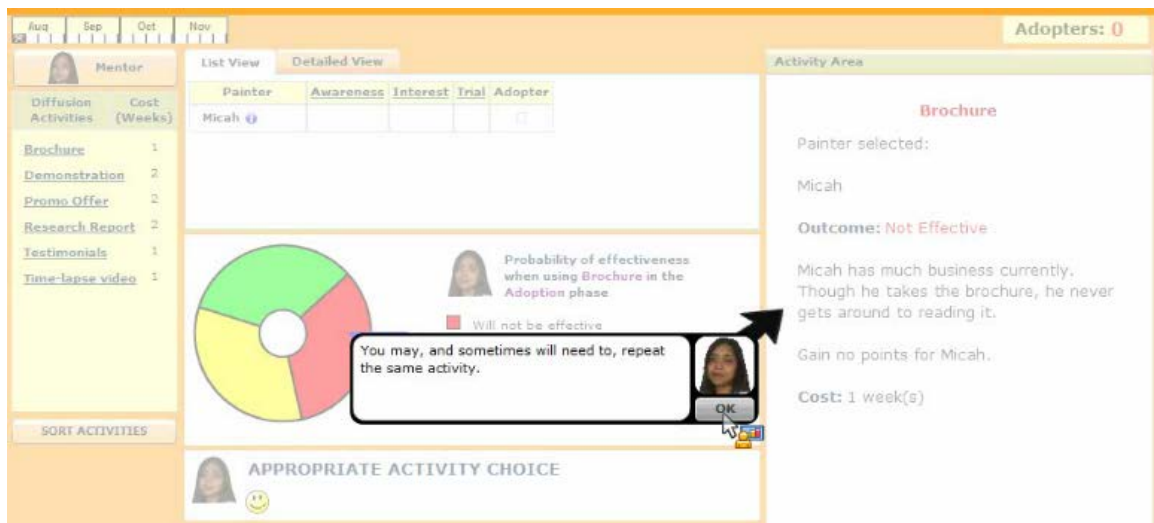 Aug Sep Oct Nov
Adopters: 0
Mentor
Diffusion Activities Cost (Weeks)
Brochure 1
Demonstration 2
Promo Offer 2
Research Report 2
Testimonials 1
Time-lapse video 1
SORT ACTIVITIES
List View Detailed View
Painter Awareness Interest Trial Adopter
Micah
Probability of effectiveness
when using Brochure in the
Adoption phase
Will not be effective
You may, and sometimes will need to, repeat
the same activity.
OK
APPROPRIATE ACTIVITY CHOICE
Activity Area
Brochure
Painter selected:
Micah
Outcome: Not Effective
Micah has much business currently.
Though he takes the brochure, he never
gets around to reading it.
Gain no points for Micah.
Cost: 1 week(s)